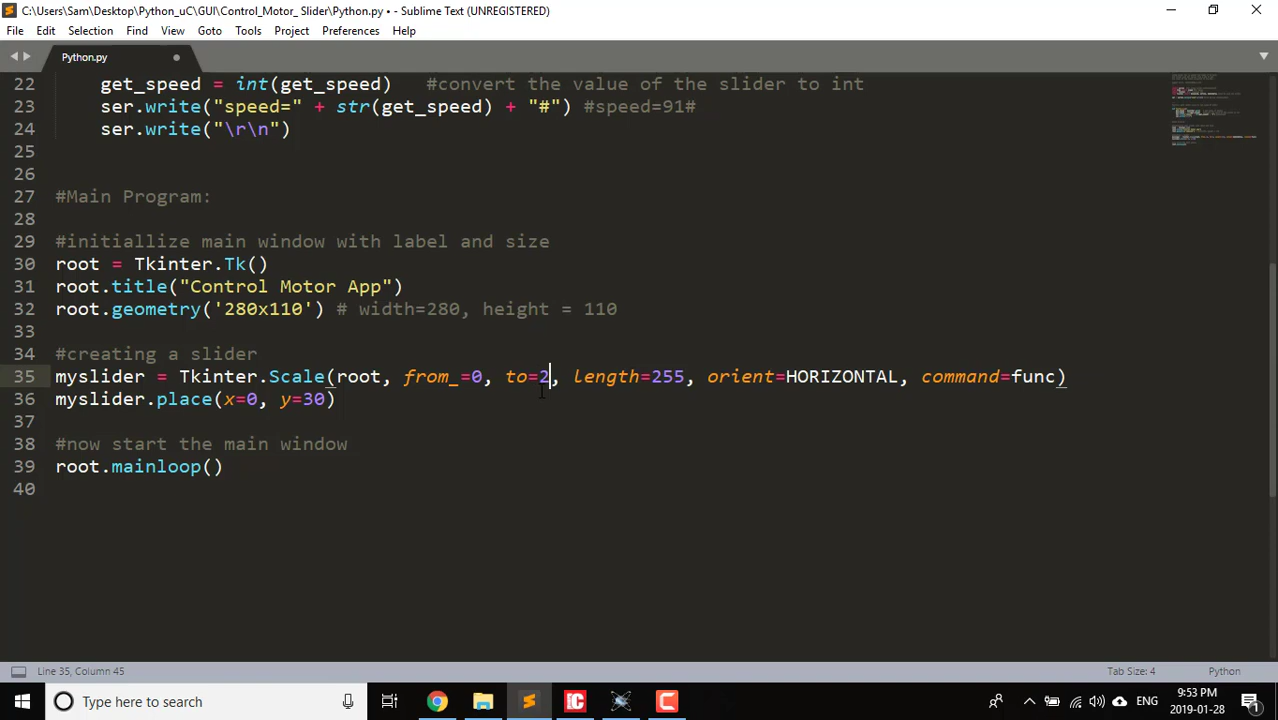 C:\Users\Sam\Desktop\Python_uC\GUI\Control_Motor_ Slider\Python.py • - Sublime Text (UNREGISTERED)
File Edit Selection Find View Goto Tools Project Preferences Help
Python.py
22 get_speed = int(get_speed) #convert the value of the slider to int
23 ser.write("speed=" + str(get_speed) + "#") #speed=91#
24 ser.write("\r\n")
25
26
27 #Main Program:
28
29 #initiallize main window with label and size
30 root = Tkinter.Tk()
31 root.title("Control Motor App")
32 root.geometry('280x110') # width=280, height = 110
33
34 #creating a slider
35 myslider = Tkinter.Scale(root, from_=0, to=2, length=255, orient=HORIZONTAL, command=func)
36 myslider.place(x=0, y=30)
37
38 #now start the main window
39 root.mainloop()
40
Line 35, Column 45 Tab Size: 4 Python
Type here to search ENG 9:53 PM
2019-01-28 1